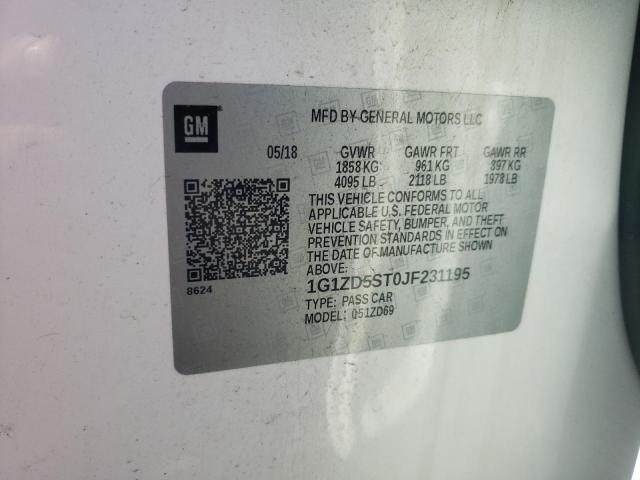 GM
MFD BY GENERAL MOTORS LLC
05/18 GVWR GAWR FRT GAWR RR
1858 KG 961 KG 897 KG
4095 LB 2118 LB 1978 LB
THIS VEHICLE CONFORMS TO ALL
APPLICABLE U.S. FEDERAL MOTOR
VEHICLE SAFETY, BUMPER, AND THEFT
PREVENTION STANDARDS IN EFFECT ON
THE DATE OF MANUFACTURE SHOWN
ABOVE:
1G1ZD5ST0JF231195
TYPE: PASS CAR
MODEL: 051ZD69
8624